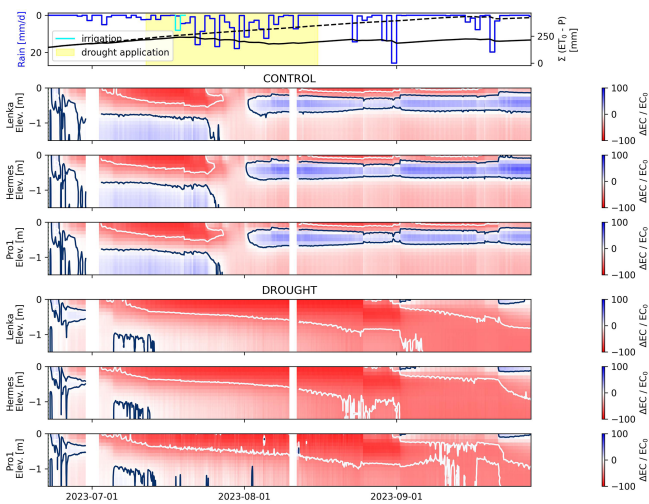 0
20
Rain [mm/d]
irrigation
drought application
250
0
Σ (ET₀ - P)
[mm]
CONTROL
0
−1
Lenka
Elev. [m]
100
0
−100
ΔEC / EC₀
0
−1
Hermes
Elev. [m]
100
0
−100
ΔEC / EC₀
0
−1
Pro1
Elev. [m]
100
0
−100
ΔEC / EC₀
DROUGHT
0
−1
Lenka
Elev. [m]
100
0
−100
ΔEC / EC₀
0
−1
Hermes
Elev. [m]
100
0
−100
ΔEC / EC₀
0
−1
Pro1
Elev. [m]
100
0
−100
ΔEC / EC₀
2023-07-01
2023-08-01
2023-09-01